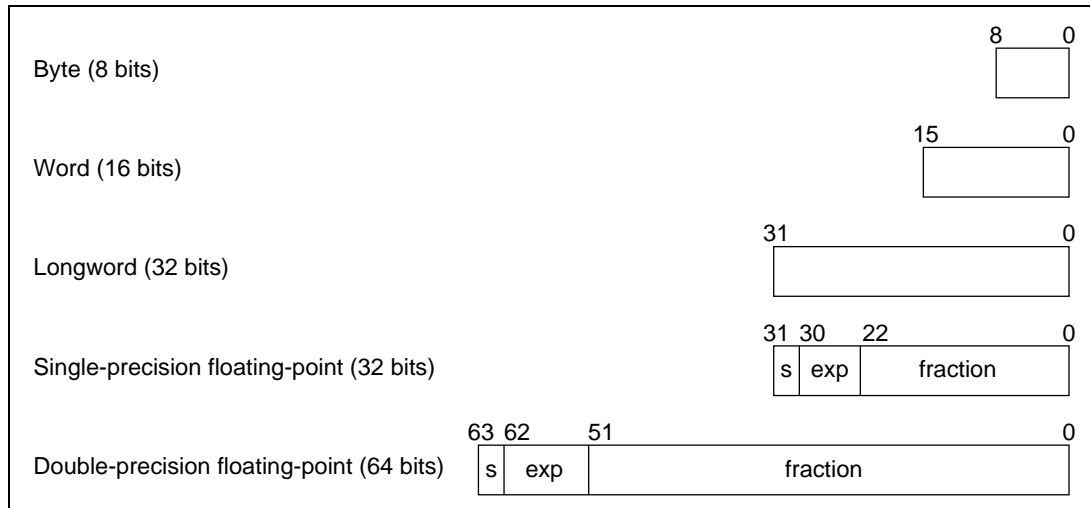 8 0
Byte (8 bits)
15 0
Word (16 bits)
31 0
Longword (32 bits)
31 30 22 0
Single-precision floating-point (32 bits) s exp fraction
63 62 51 0
Double-precision floating-point (64 bits) s exp fraction